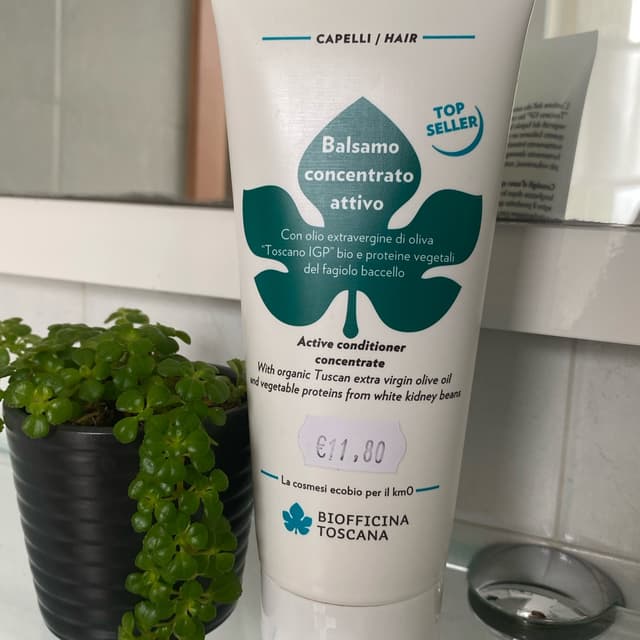 CAPELLI / HAIR
TOP
SELLER
Balsamo
concentrato
attivo
Con olio extravergine di oliva
"Toscano IGP" bio e proteine vegetali
del fagiolo baccello
Active conditioner
concentrate
With organic Tuscan extra virgin olive oil
and vegetable proteins from white kidney beans
€11,80
La cosmesi ecobio per il km0
BIOFFICINA
TOSCANA